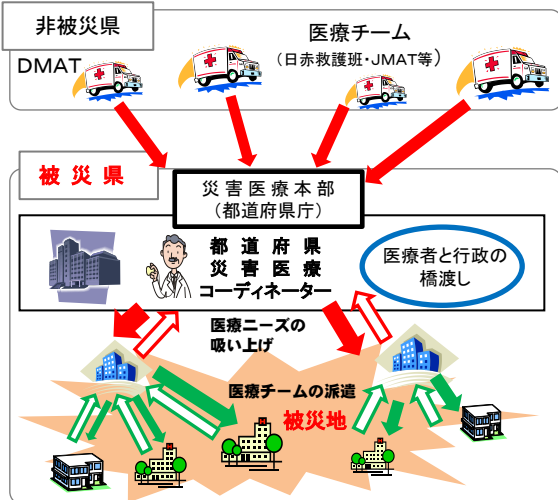 非被災県
DMAT
医療チーム
(日赤救護班・JMAT等)
被災県
災害医療本部
(都道府県庁)
都道府県
災害医療
コーディネーター
医療者と行政の
橋渡し
医療ニーズの
吸い上げ
医療チームの派遣
被災地